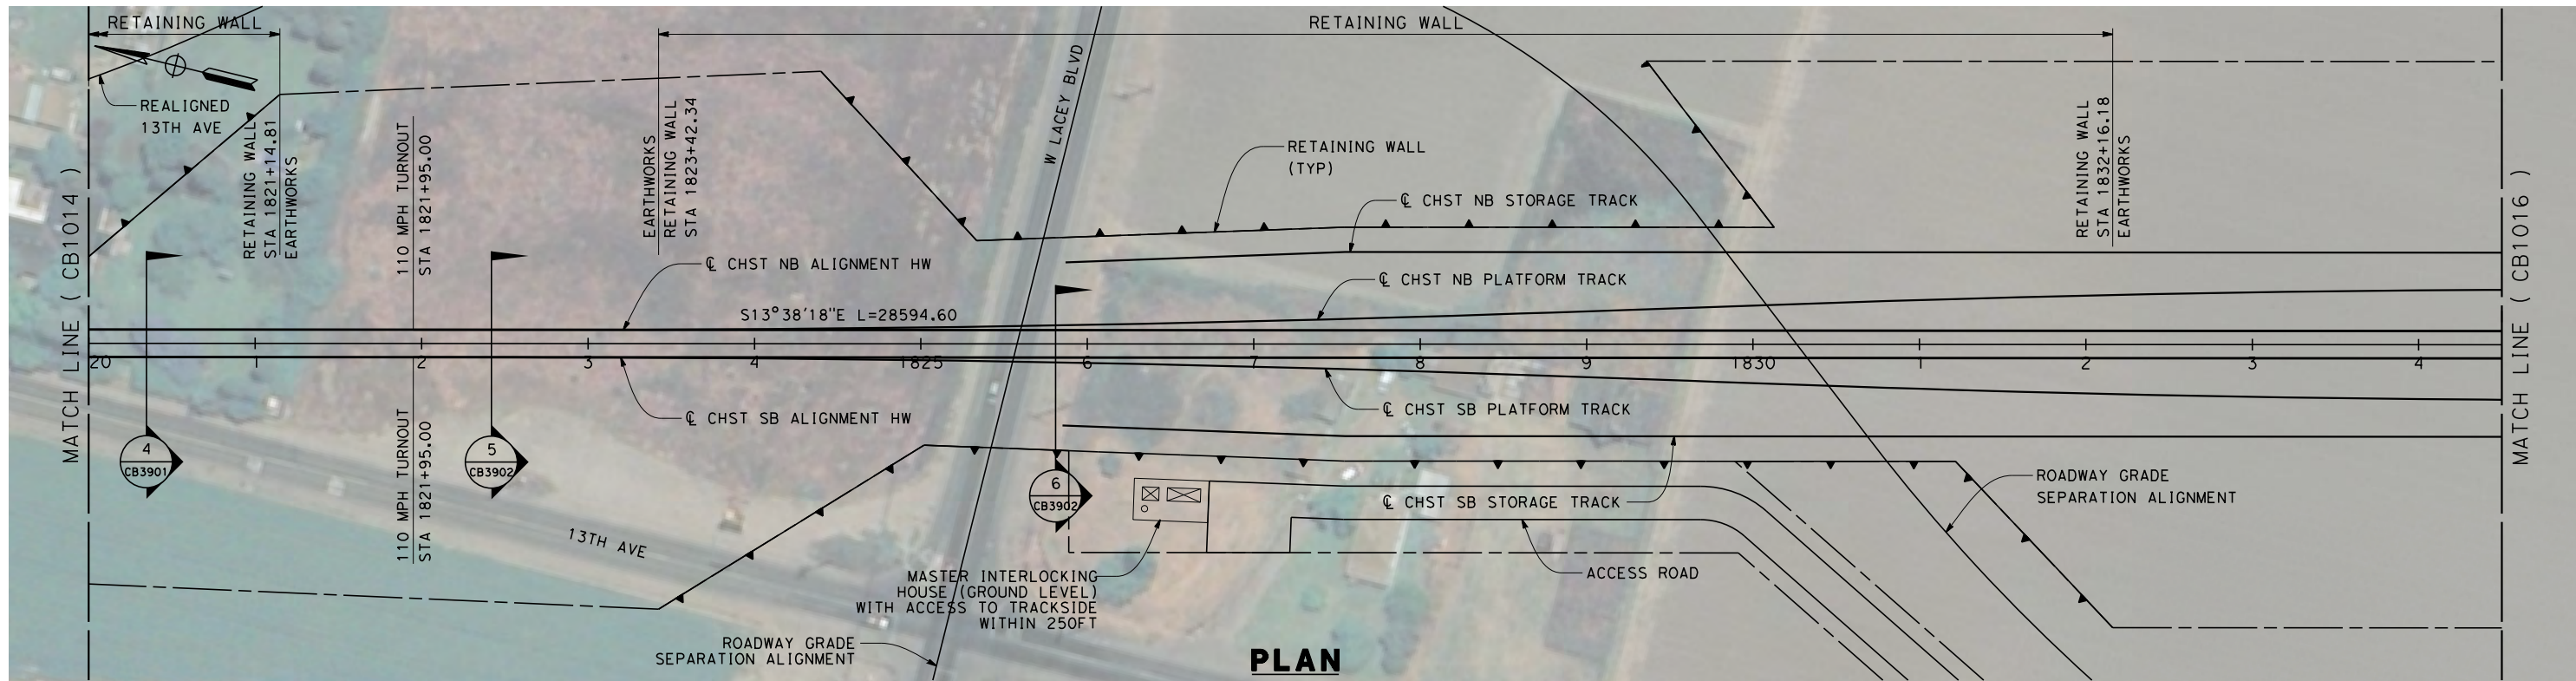 RETAINING WALL
RETAINING WALL
REALIGNED
13TH AVE
RETAINING WALL
STA 1821+14.81
EARTHWORKS
110 MPH TURNOUT
STA 1821+95.00
EARTHWORKS
RETAINING WALL
STA 1823+42.34
W LACEY BLVD
RETAINING WALL
(TYP)
℄ CHST NB STORAGE TRACK
RETAINING WALL
STA 1832+16.18
EARTHWORKS
MATCH LINE ( CB1014 )
MATCH LINE ( CB1016 )
℄ CHST NB ALIGNMENT HW
℄ CHST NB PLATFORM TRACK
S13°38'18"E L=28594.60
20 1 2 3 4 1825 6 7 8 9 1830 1 2 3 4
℄ CHST SB ALIGNMENT HW
℄ CHST SB PLATFORM TRACK
110 MPH TURNOUT
STA 1821+95.00
4
CB3901
5
CB3902
6
CB3902
℄ CHST SB STORAGE TRACK
ROADWAY GRADE
SEPARATION ALIGNMENT
13TH AVE
MASTER INTERLOCKING
HOUSE (GROUND LEVEL)
WITH ACCESS TO TRACKSIDE
WITHIN 250FT
ACCESS ROAD
ROADWAY GRADE
SEPARATION ALIGNMENT
PLAN